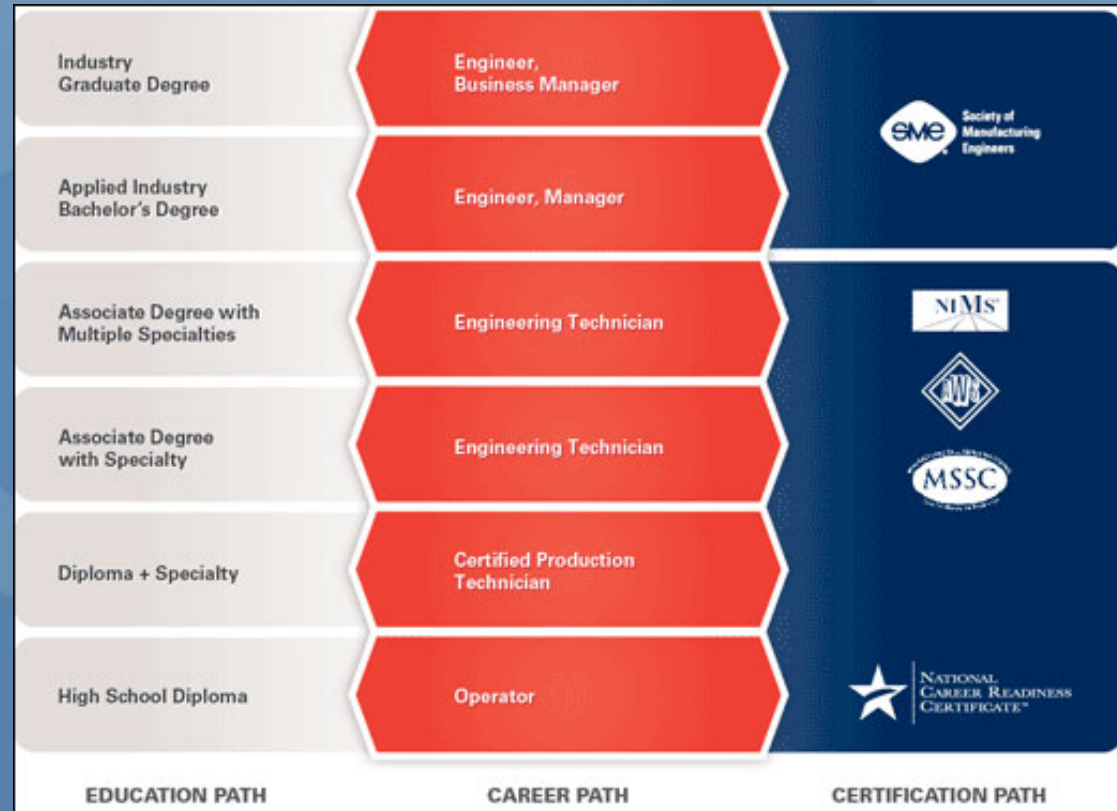 Industry
Graduate Degree
Engineer,
Business Manager
SME
Society of
Manufacturing
Engineers
Applied Industry
Bachelor's Degree
Engineer, Manager
Associate Degree with
Multiple Specialties
Engineering Technician
NIMS
AWS
Associate Degree
with Specialty
Engineering Technician
MSSC
Diploma + Specialty
Certified Production
Technician
High School Diploma
Operator
NATIONAL
CAREER READINESS
CERTIFICATE™
EDUCATION PATH
CAREER PATH
CERTIFICATION PATH